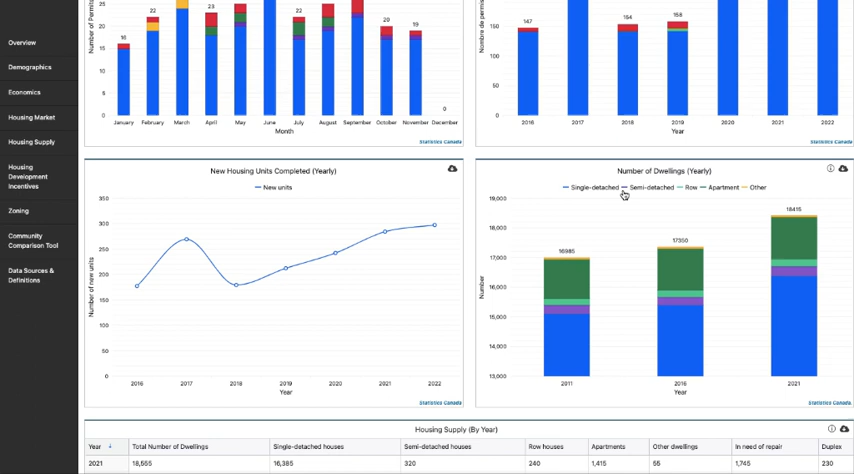 Overview
Demographics
Economics
Housing Market
Housing Supply
Housing
Development
Incentives
Zoning
Community
Comparison Tool
Data Sources &
Definitions
Number of Permits
25
20
15
10
5
0
16
22
23
22
20
19
0
January February March April May June July August September October November December
Month
Statistics Canada
Nombre de permis
150
100
50
0
147
154
158
2016 2017 2018 2019 2020 2021 2022
Year
Statistics Canada
New Housing Units Completed (Yearly)
New units
Number of new units
350
300
250
200
150
100
50
0
2016 2017 2018 2019 2020 2021 2022
Year
Statistics Canada
Number of Dwellings (Yearly)
Single-detached Semi-detached Row Apartment Other
Number
19,000
18,000
17,000
16,000
15,000
14,000
13,000
16985
17350
18415
2011 2016 2021
Year
Statistics Canada.
Housing Supply (By Year)
Year Total Number of Dwellings Single-detached houses Semi-detached houses Row houses Apartments Other dwellings In need of repair Duplex
2021 18,555 16,385 320 240 1,415 55 1,745 230